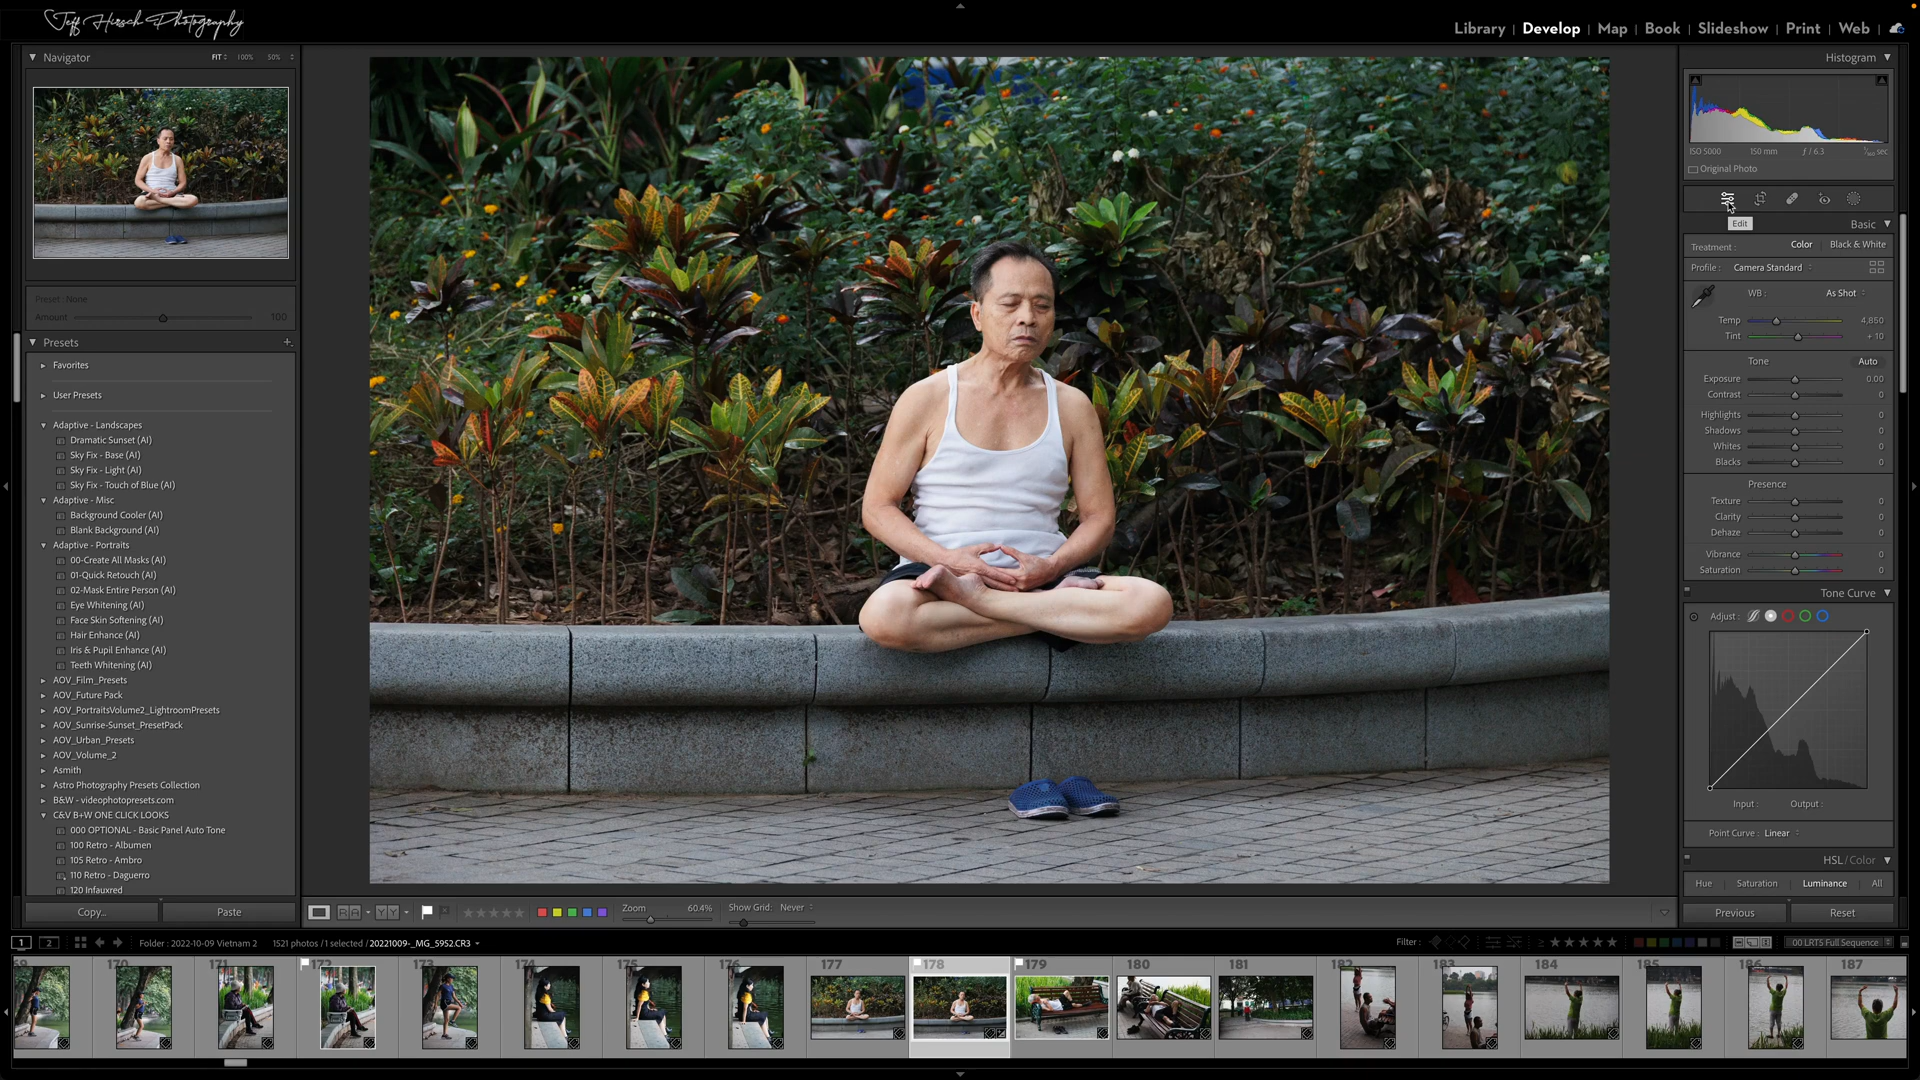 Jeff Hirsch Photography
Library | Develop | Map | Book | Slideshow | Print | Web
Navigator
FIT
100%
50%
Preset : None
Amount
100
Presets
Favorites
User Presets
Adaptive - Landscapes
Dramatic Sunset (AI)
Sky Fix - Base (AI)
Sky Fix - Light (AI)
Sky Fix - Touch of Blue (AI)
Adaptive - Misc
Background Cooler (AI)
Blank Background (AI)
Adaptive - Portraits
00-Create All Masks (AI)
01-Quick Retouch (AI)
02-Mask Entire Person (AI)
Eye Whitening (AI)
Face Skin Softening (AI)
Hair Enhance (AI)
Iris & Pupil Enhance (AI)
Teeth Whitening (AI)
AOV_Film_Presets
AOV_Future Pack
AOV_PortraitsVolume2_LightroomPresets
AOV_Sunrise-Sunset_PresetPack
AOV_Urban_Presets
AOV_Volume_2
Asmith
Astro Photography Presets Collection
B&W - videophotopresets.com
C&V B+W ONE CLICK LOOKS
000 OPTIONAL - Basic Panel Auto Tone
100 Retro - Albumen
105 Retro - Ambro
110 Retro - Daguerro
120 Infauxred
Copy...
Paste
Zoom
60.4%
Show Grid: Never
Histogram
ISO 5000
150 mm
ƒ / 6.3
sec
Original Photo
Edit
Basic
Treatment :
Color
Black & White
Profile : Camera Standard
WB : As Shot
Temp 4,850
Tint + 10
Tone
Auto
Exposure 0.00
Contrast 0
Highlights 0
Shadows 0
Whites 0
Blacks 0
Presence
Texture 0
Clarity 0
Dehaze 0
Vibrance 0
Saturation 0
Tone Curve
Adjust :
Input :
Output :
Point Curve : Linear
HSL / Color
Hue
Saturation
Luminance
All
Previous
Reset
1
2
Folder : 2022-10-09 Vietnam 2
1521 photos / 1 selected / 20221009-_MG_5952.CR3
Filter :
00 LRTS Full Sequence
69
170
171
172
173
174
175
176
177
178
179
180
181
182
183
184
185
186
187